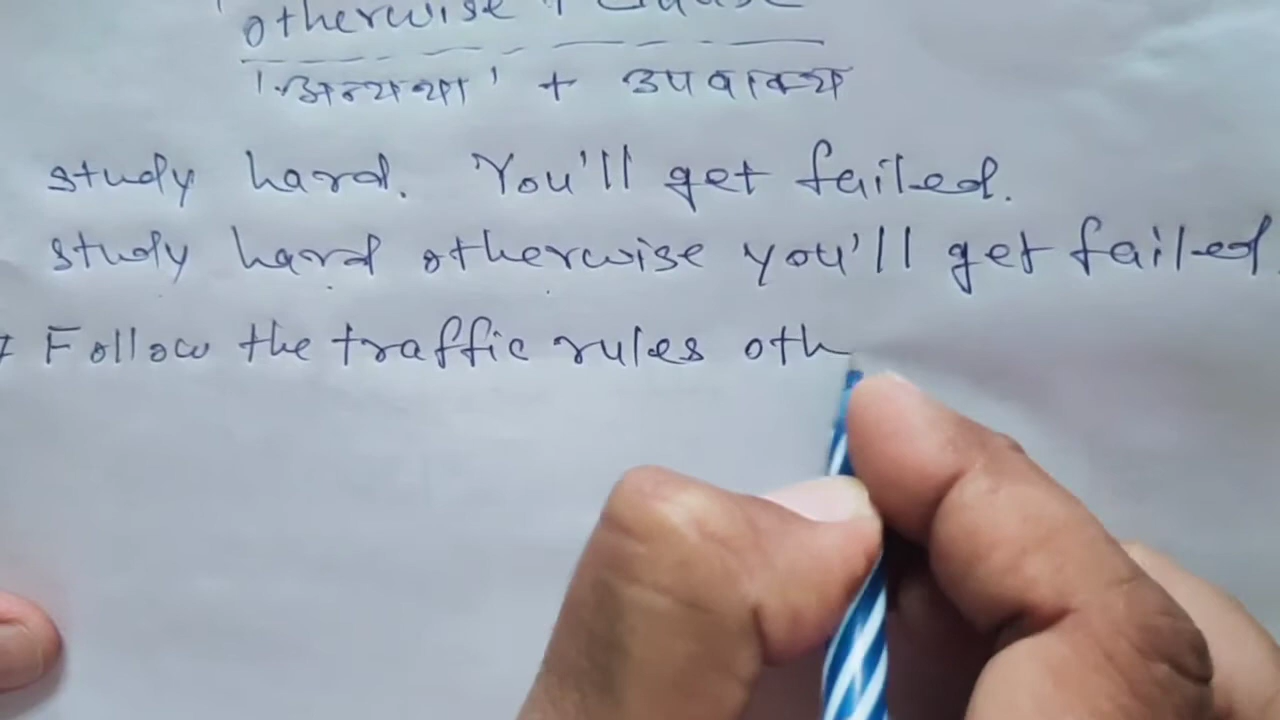 otherwise + clause
'अन्यथा' + उपवाक्य
study hard. You'll get failed.
study hard otherwise you'll get failed.
Follow the traffic rules oth